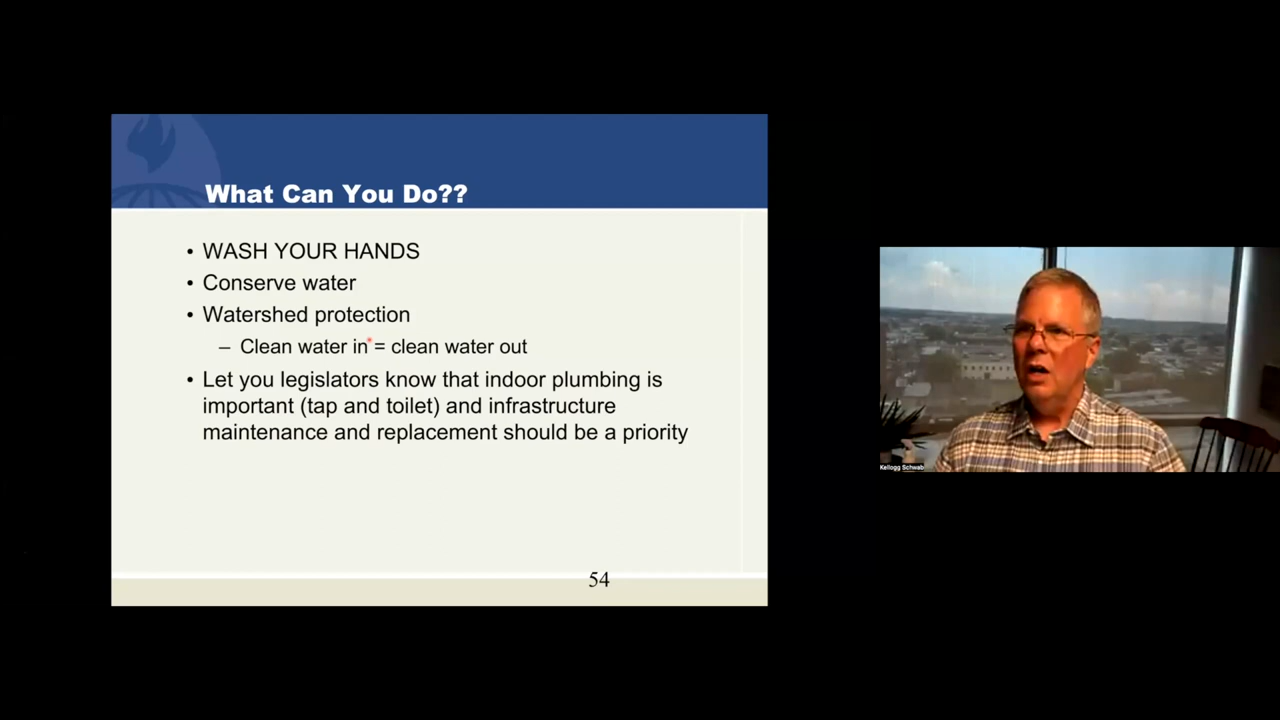 What Can You Do??
• WASH YOUR HANDS
• Conserve water
• Watershed protection
– Clean water in = clean water out
• Let you legislators know that indoor plumbing is
important (tap and toilet) and infrastructure
maintenance and replacement should be a priority
54
Kellogg Schwab